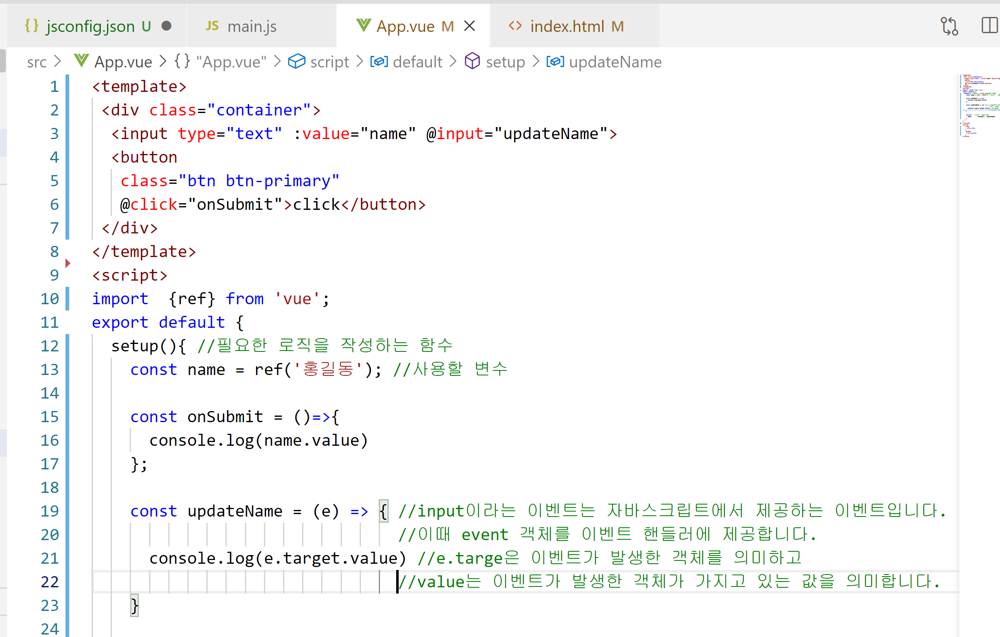 {} jsconfig.json U ● JS main.js App.vue M × <> index.html M
src > App.vue > {} "App.vue" > script > default > setup > updateName
1 <template>
2 <div class="container">
3 <input type="text" :value="name" @input="updateName">
4 <button
5 class="btn btn-primary"
6 @click="onSubmit">click</button>
7 </div>
8 </template>
9 <script>
10 import  {ref} from 'vue';
11 export default {
12 setup(){ //필요한 로직을 작성하는 함수
13 const name = ref('홍길동'); //사용할 변수
14
15 const onSubmit = ()=>{
16 console.log(name.value)
17 };
18
19 const updateName = (e) => { //input이라는 이벤트는 자바스크립트에서 제공하는 이벤트입니다.
20 //이때 event 객체를 이벤트 핸들러에 제공합니다.
21 console.log(e.target.value) //e.targe은 이벤트가 발생한 객체를 의미하고
22 //value는 이벤트가 발생한 객체가 가지고 있는 값을 의미합니다.
23 }
24